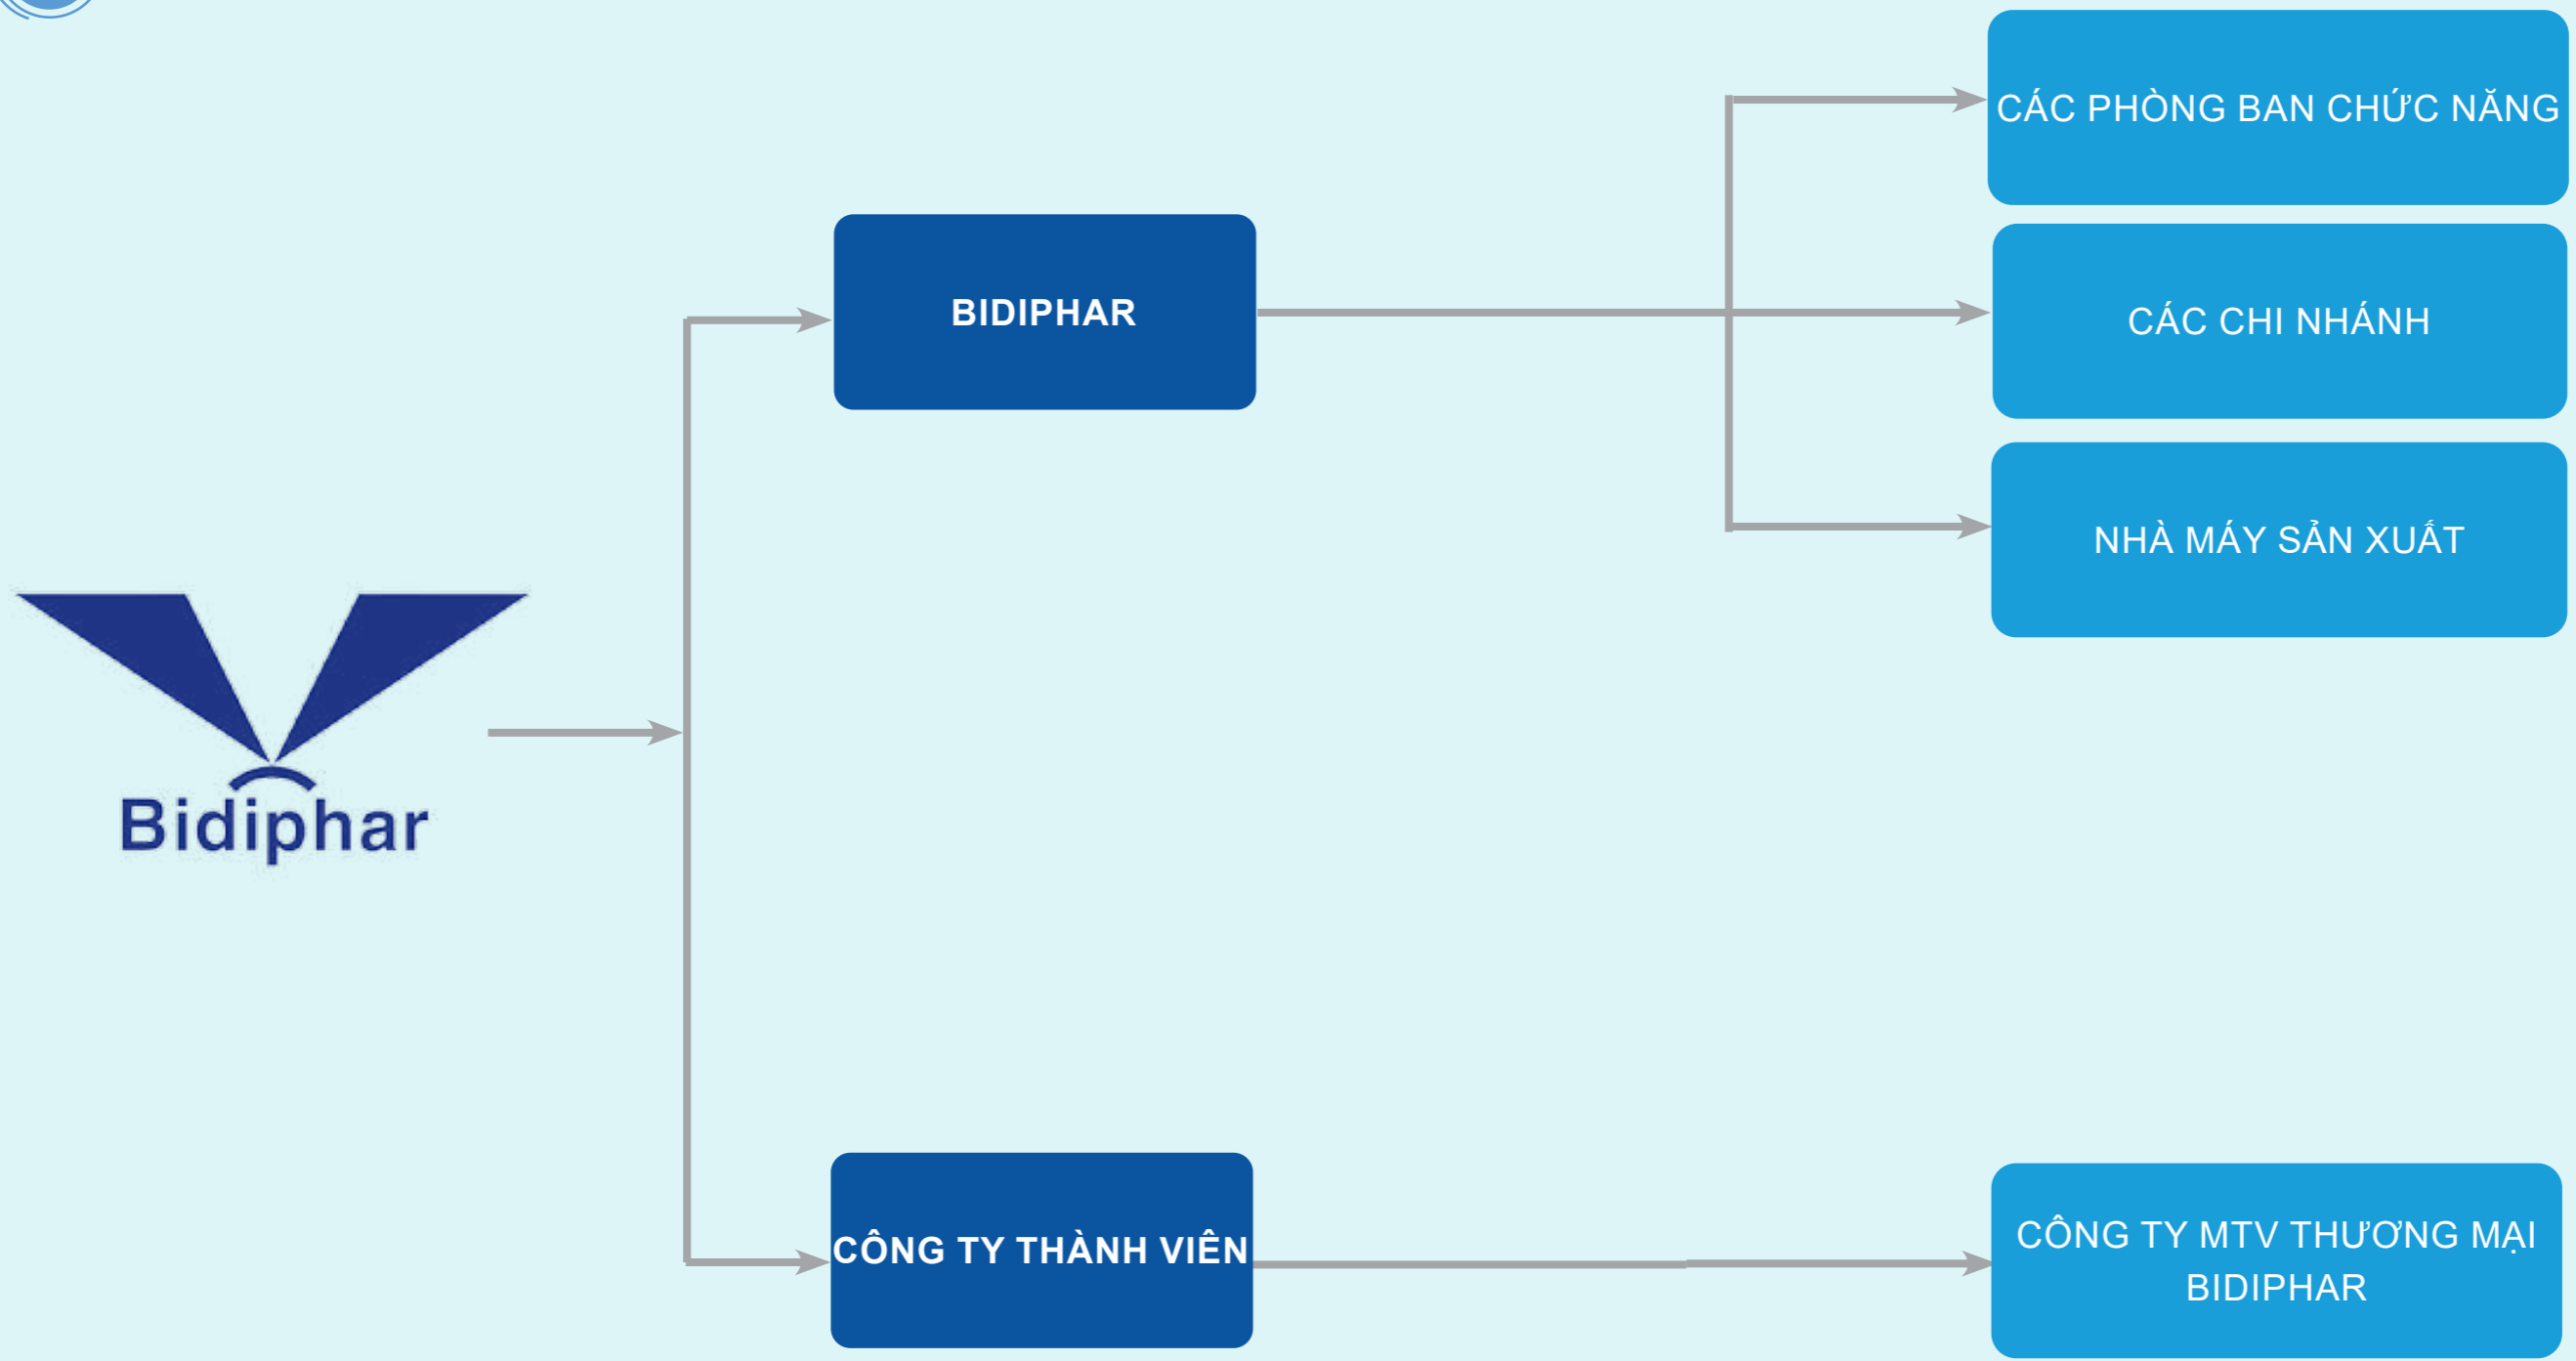 CÁC PHÒNG BAN CHỨC NĂNG
BIDIPHAR
CÁC CHI NHÁNH
NHÀ MÁY SẢN XUẤT
Bidiphar
CÔNG TY THÀNH VIÊN
CÔNG TY MTV THƯƠNG MẠI
BIDIPHAR